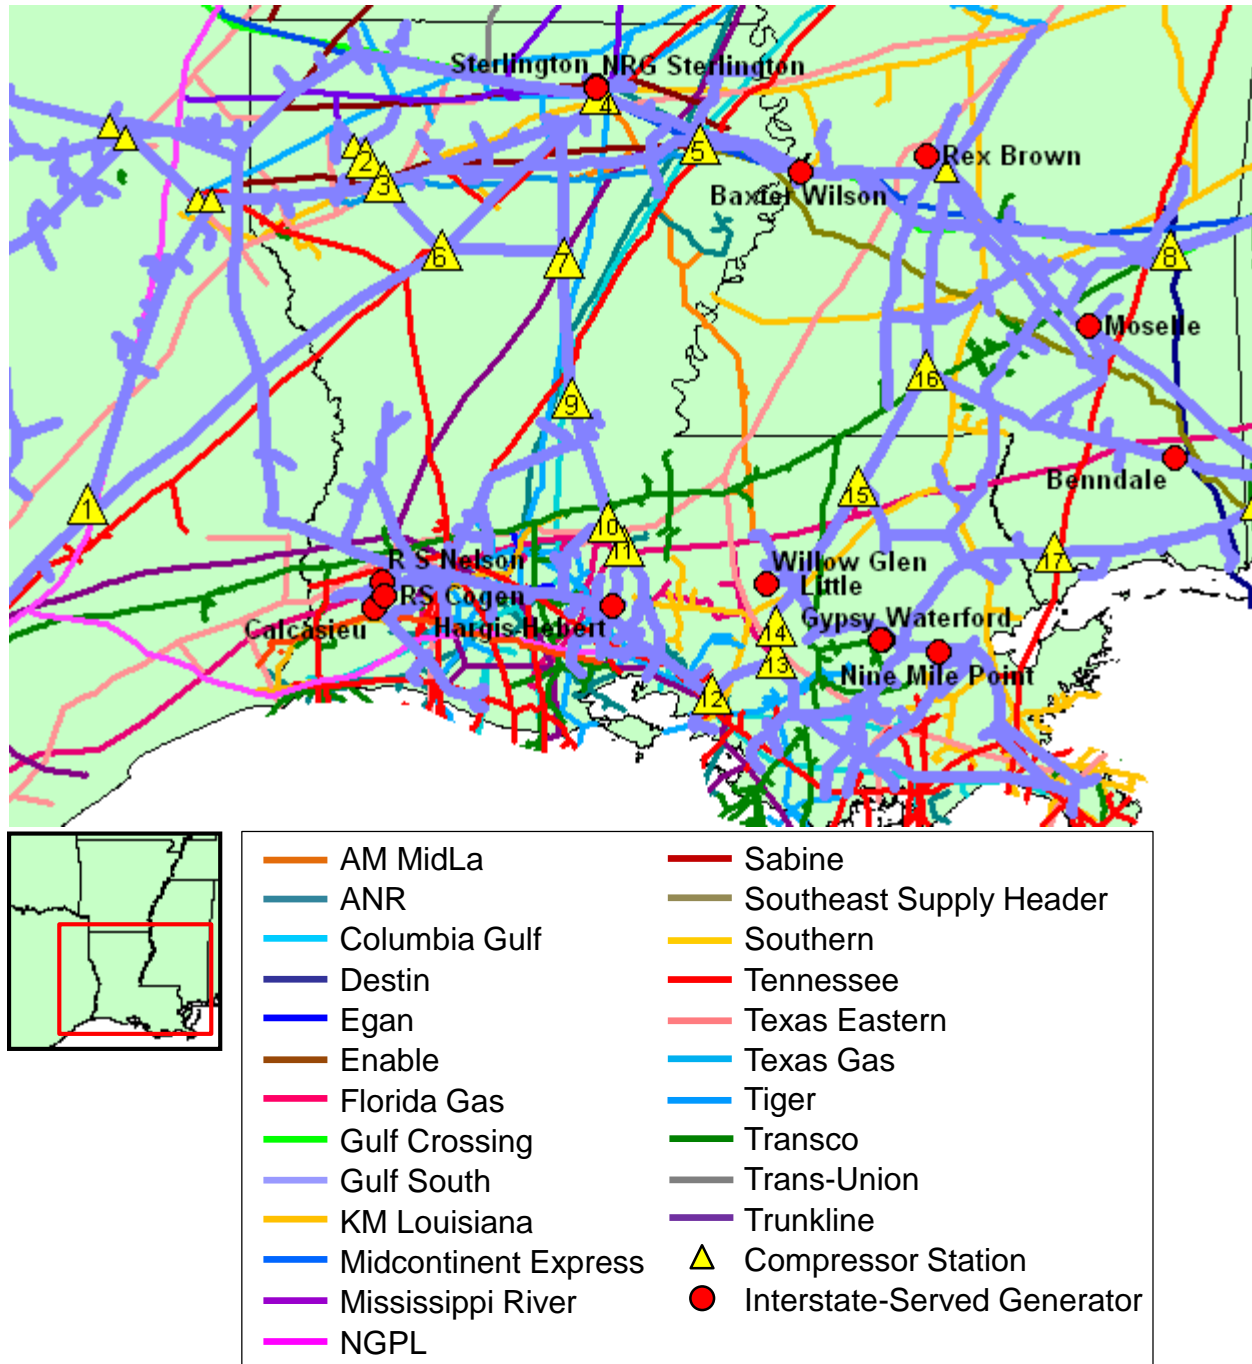 Sterlington NRG Sterlington
4
2
3
5
Rex Brown
Baxter Wilson
6
7
8
Moselle
16
9
Benndale
1
15
10
11
17
R S Nelson
Willow Glen
RS Cogen
Little
Calcasieu
Hargis-Hebert
14
Gypsy Waterford
13
Nine Mile Point
12
AM MidLa
ANR
Columbia Gulf
Destin
Egan
Enable
Florida Gas
Gulf Crossing
Gulf South
KM Louisiana
Midcontinent Express
Mississippi River
NGPL
Sabine
Southeast Supply Header
Southern
Tennessee
Texas Eastern
Texas Gas
Tiger
Transco
Trans-Union
Trunkline
Compressor Station
Interstate-Served Generator